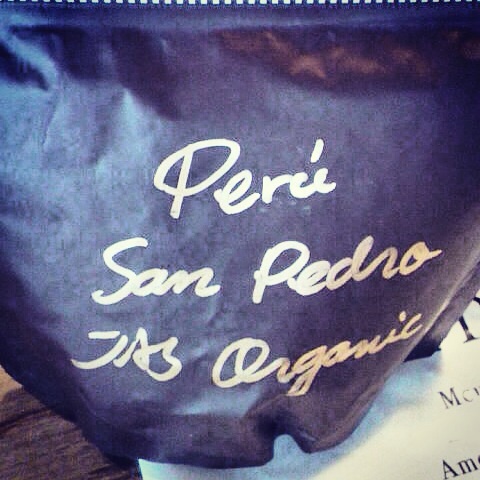 Perú
San Pedro
JAS Organic